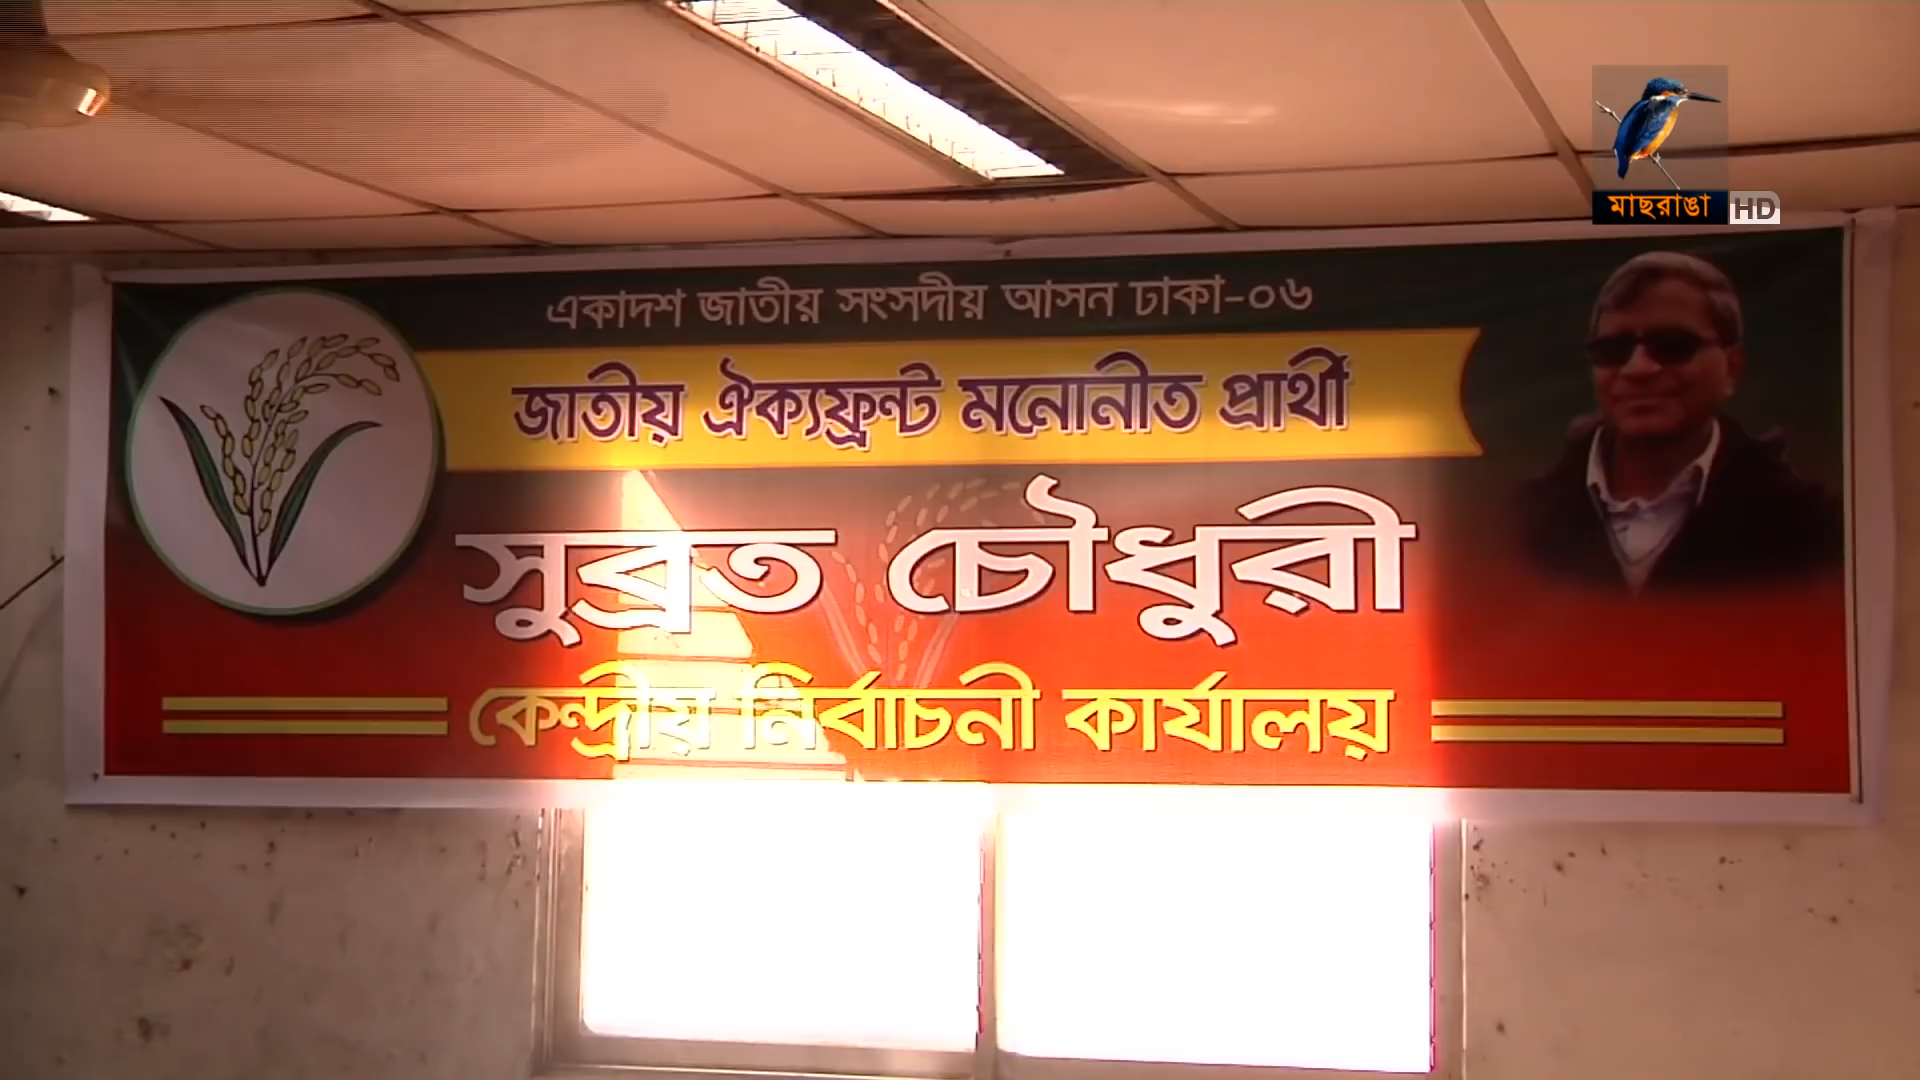 মাছরাঙা HD
একাদশ জাতীয় সংসদীয় আসন ঢাকা-০৬
জাতীয় ঐক্যফ্রন্ট মনোনীত প্রার্থী
সুব্রত চৌধুরী
কেন্দ্রীয় নির্বাচনী কার্যালয়